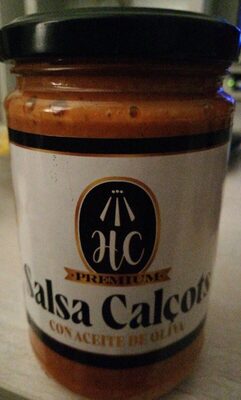 HC
PREMIUM
Salsa Calçots
CON ACEITE DE OLIVA